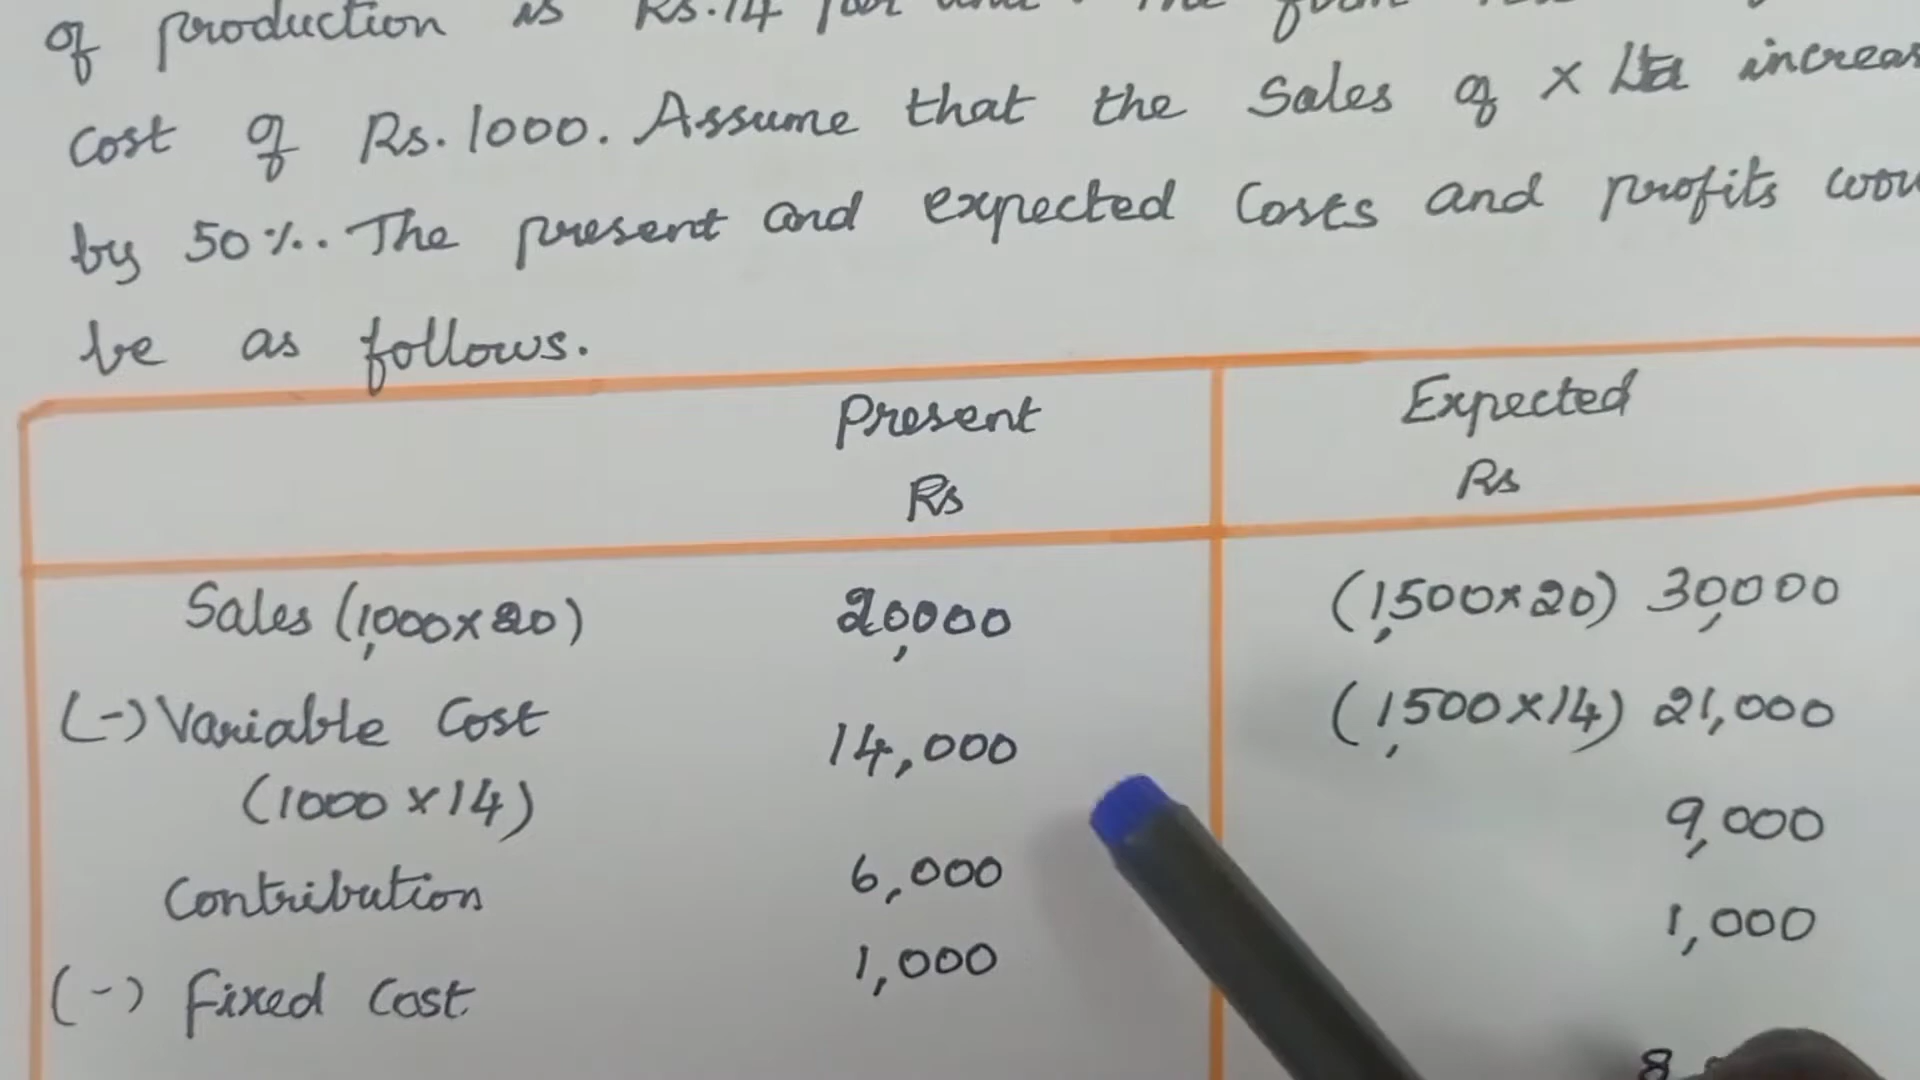 of production is Rs.14
cost of Rs.1000. Assume that the Sales of X Ltd increas
by 50%. The present and expected Costs and profits wou
be as follows.
Present Expected
Rs Rs
Sales (1,000×20) 20,000 (1,500×20) 30,000
(-) Variable Cost 14,000 (1,500×14) 21,000
(1000×14) 9,000
Contribution 6,000 1,000
(-) Fixed Cost 1,000
8